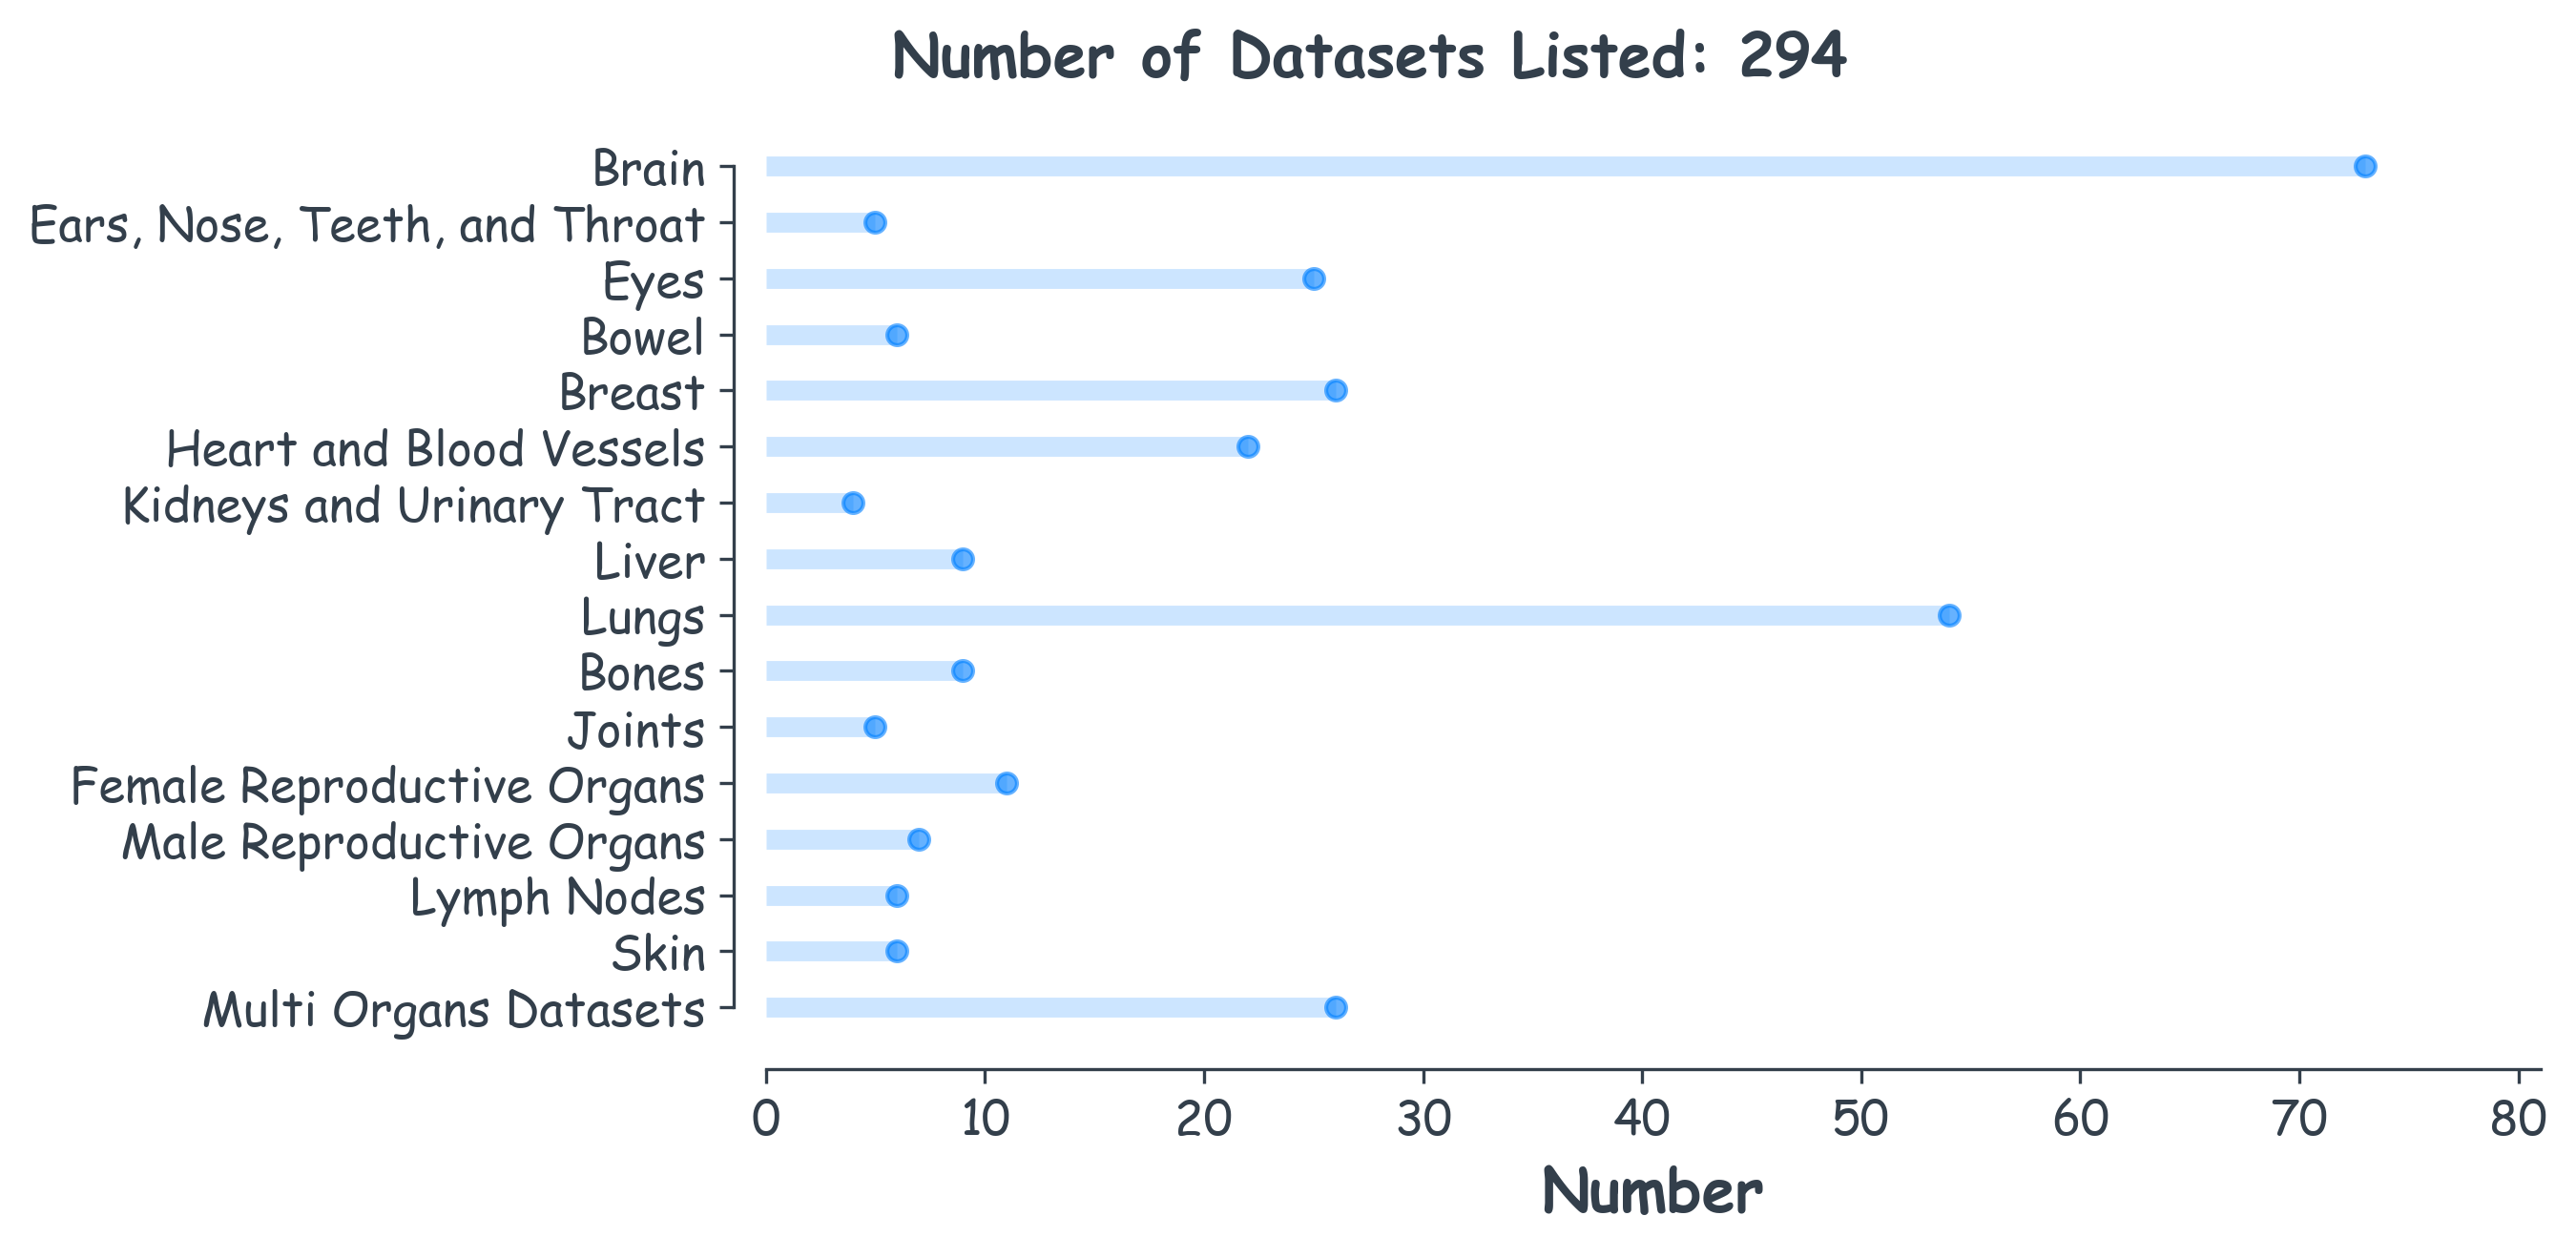 Number of Datasets Listed: 294
Brain
Ears, Nose, Teeth, and Throat
Eyes
Bowel
Breast
Heart and Blood Vessels
Kidneys and Urinary Tract
Liver
Lungs
Bones
Joints
Female Reproductive Organs
Male Reproductive Organs
Lymph Nodes
Skin
Multi Organs Datasets
0 10 20 30 40 50 60 70 80
Number